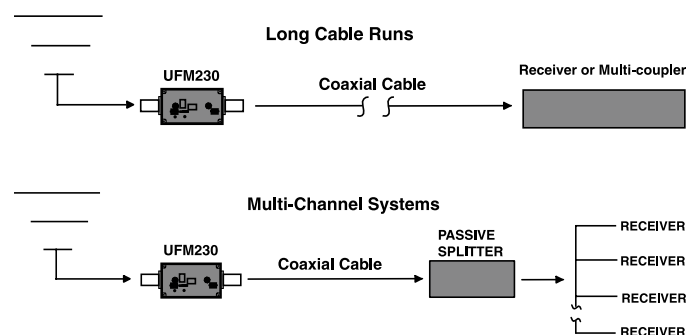 Long Cable Runs
UFM230
Coaxial Cable
Receiver or Multi-coupler
Multi-Channel Systems
UFM230
Coaxial Cable
PASSIVE
SPLITTER
RECEIVER
RECEIVER
RECEIVER
RECEIVER